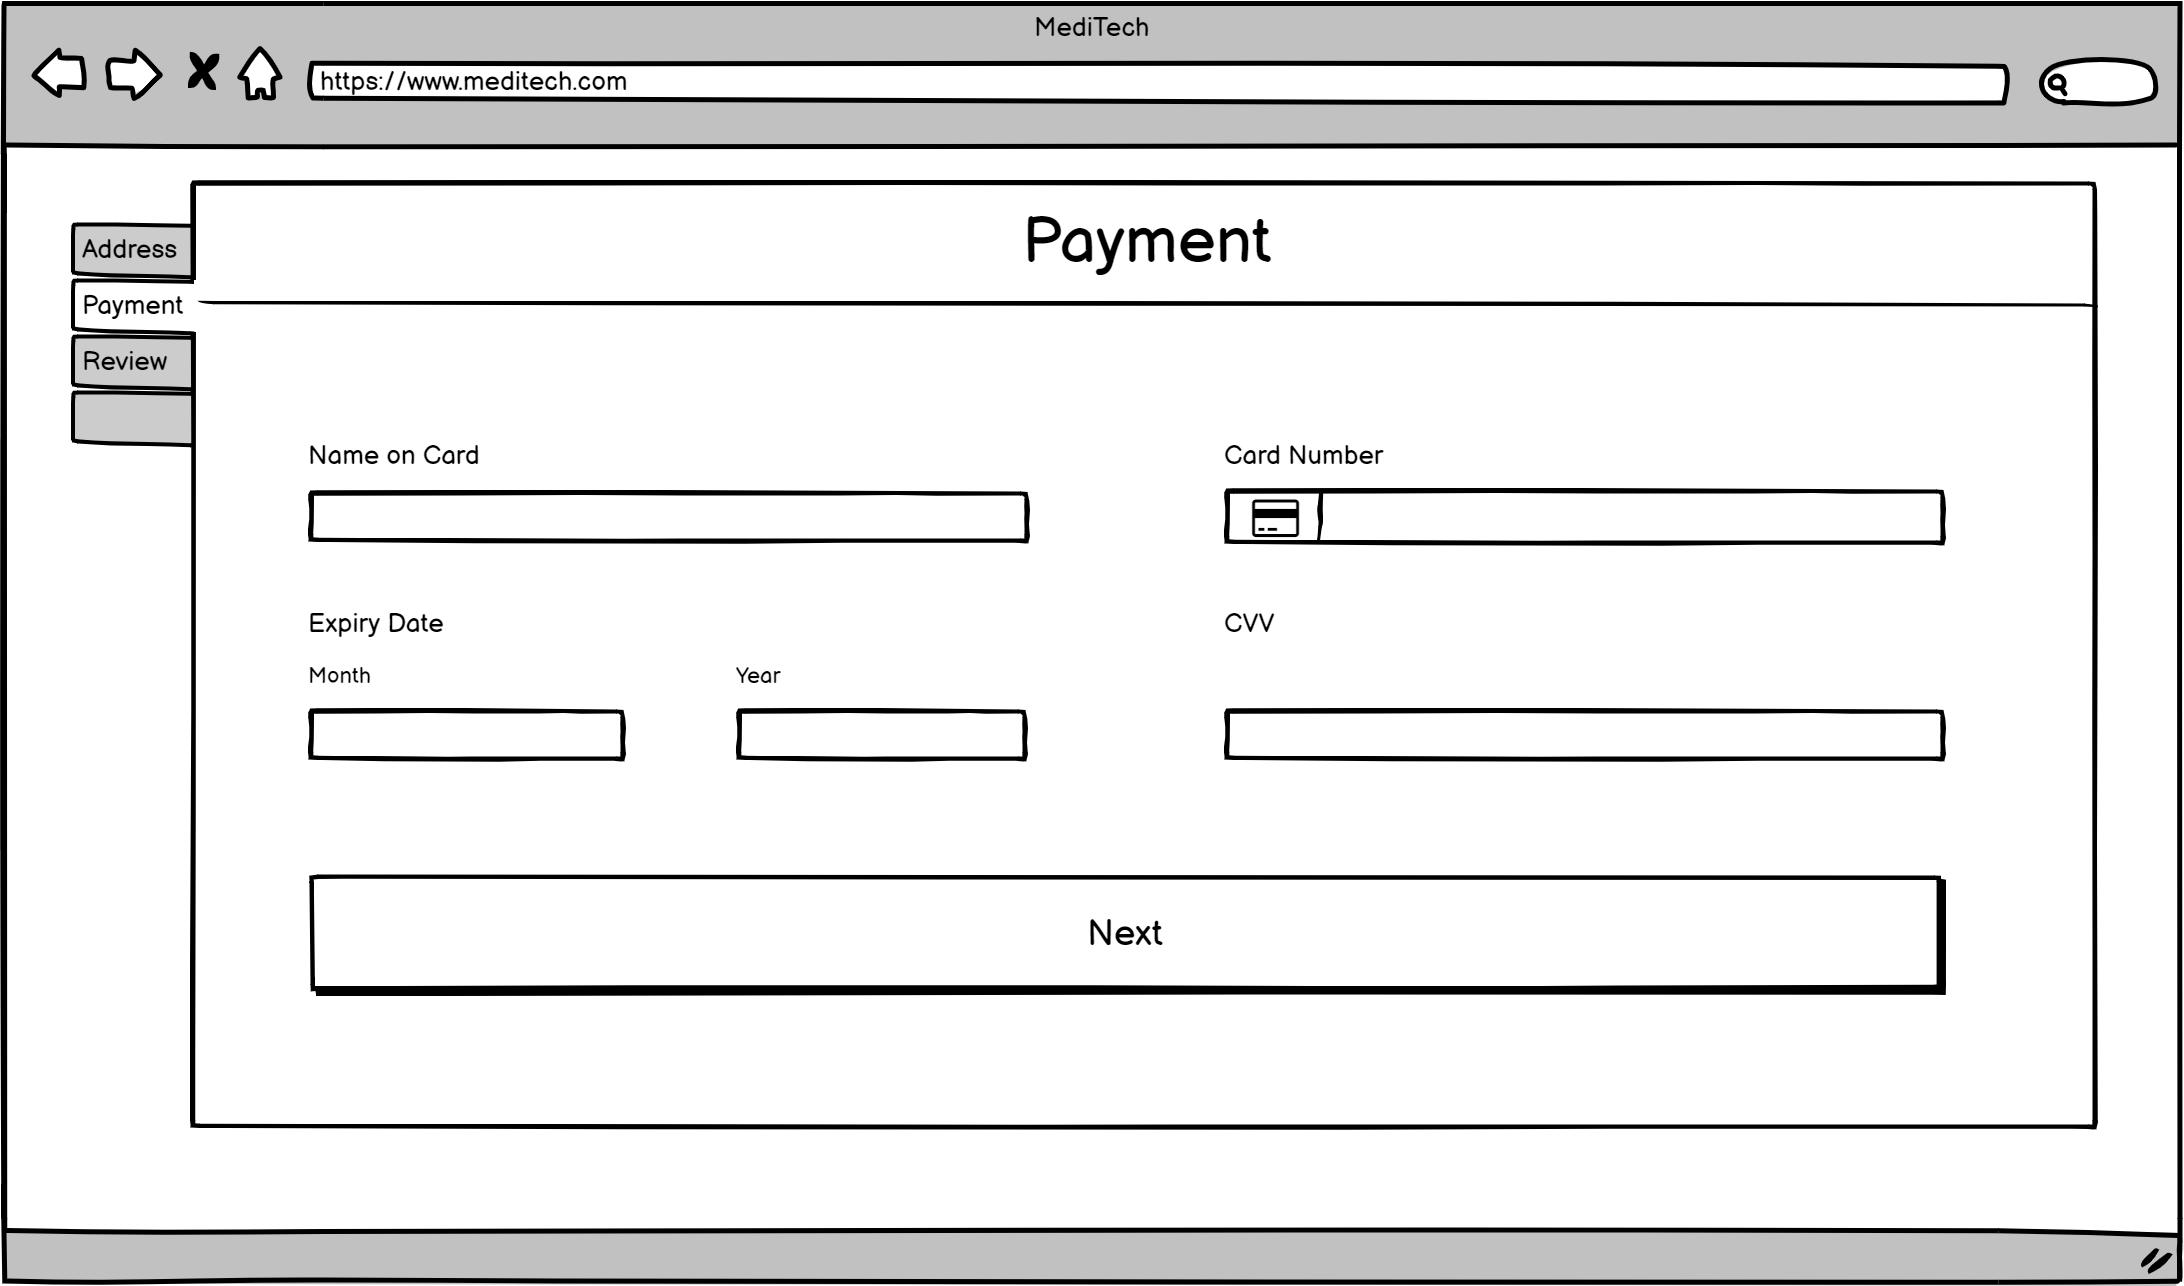 MediTech
https://www.meditech.com
Payment
Address
Payment
Review
Name on Card
Card Number
Expiry Date
CVV
Month
Year
Next